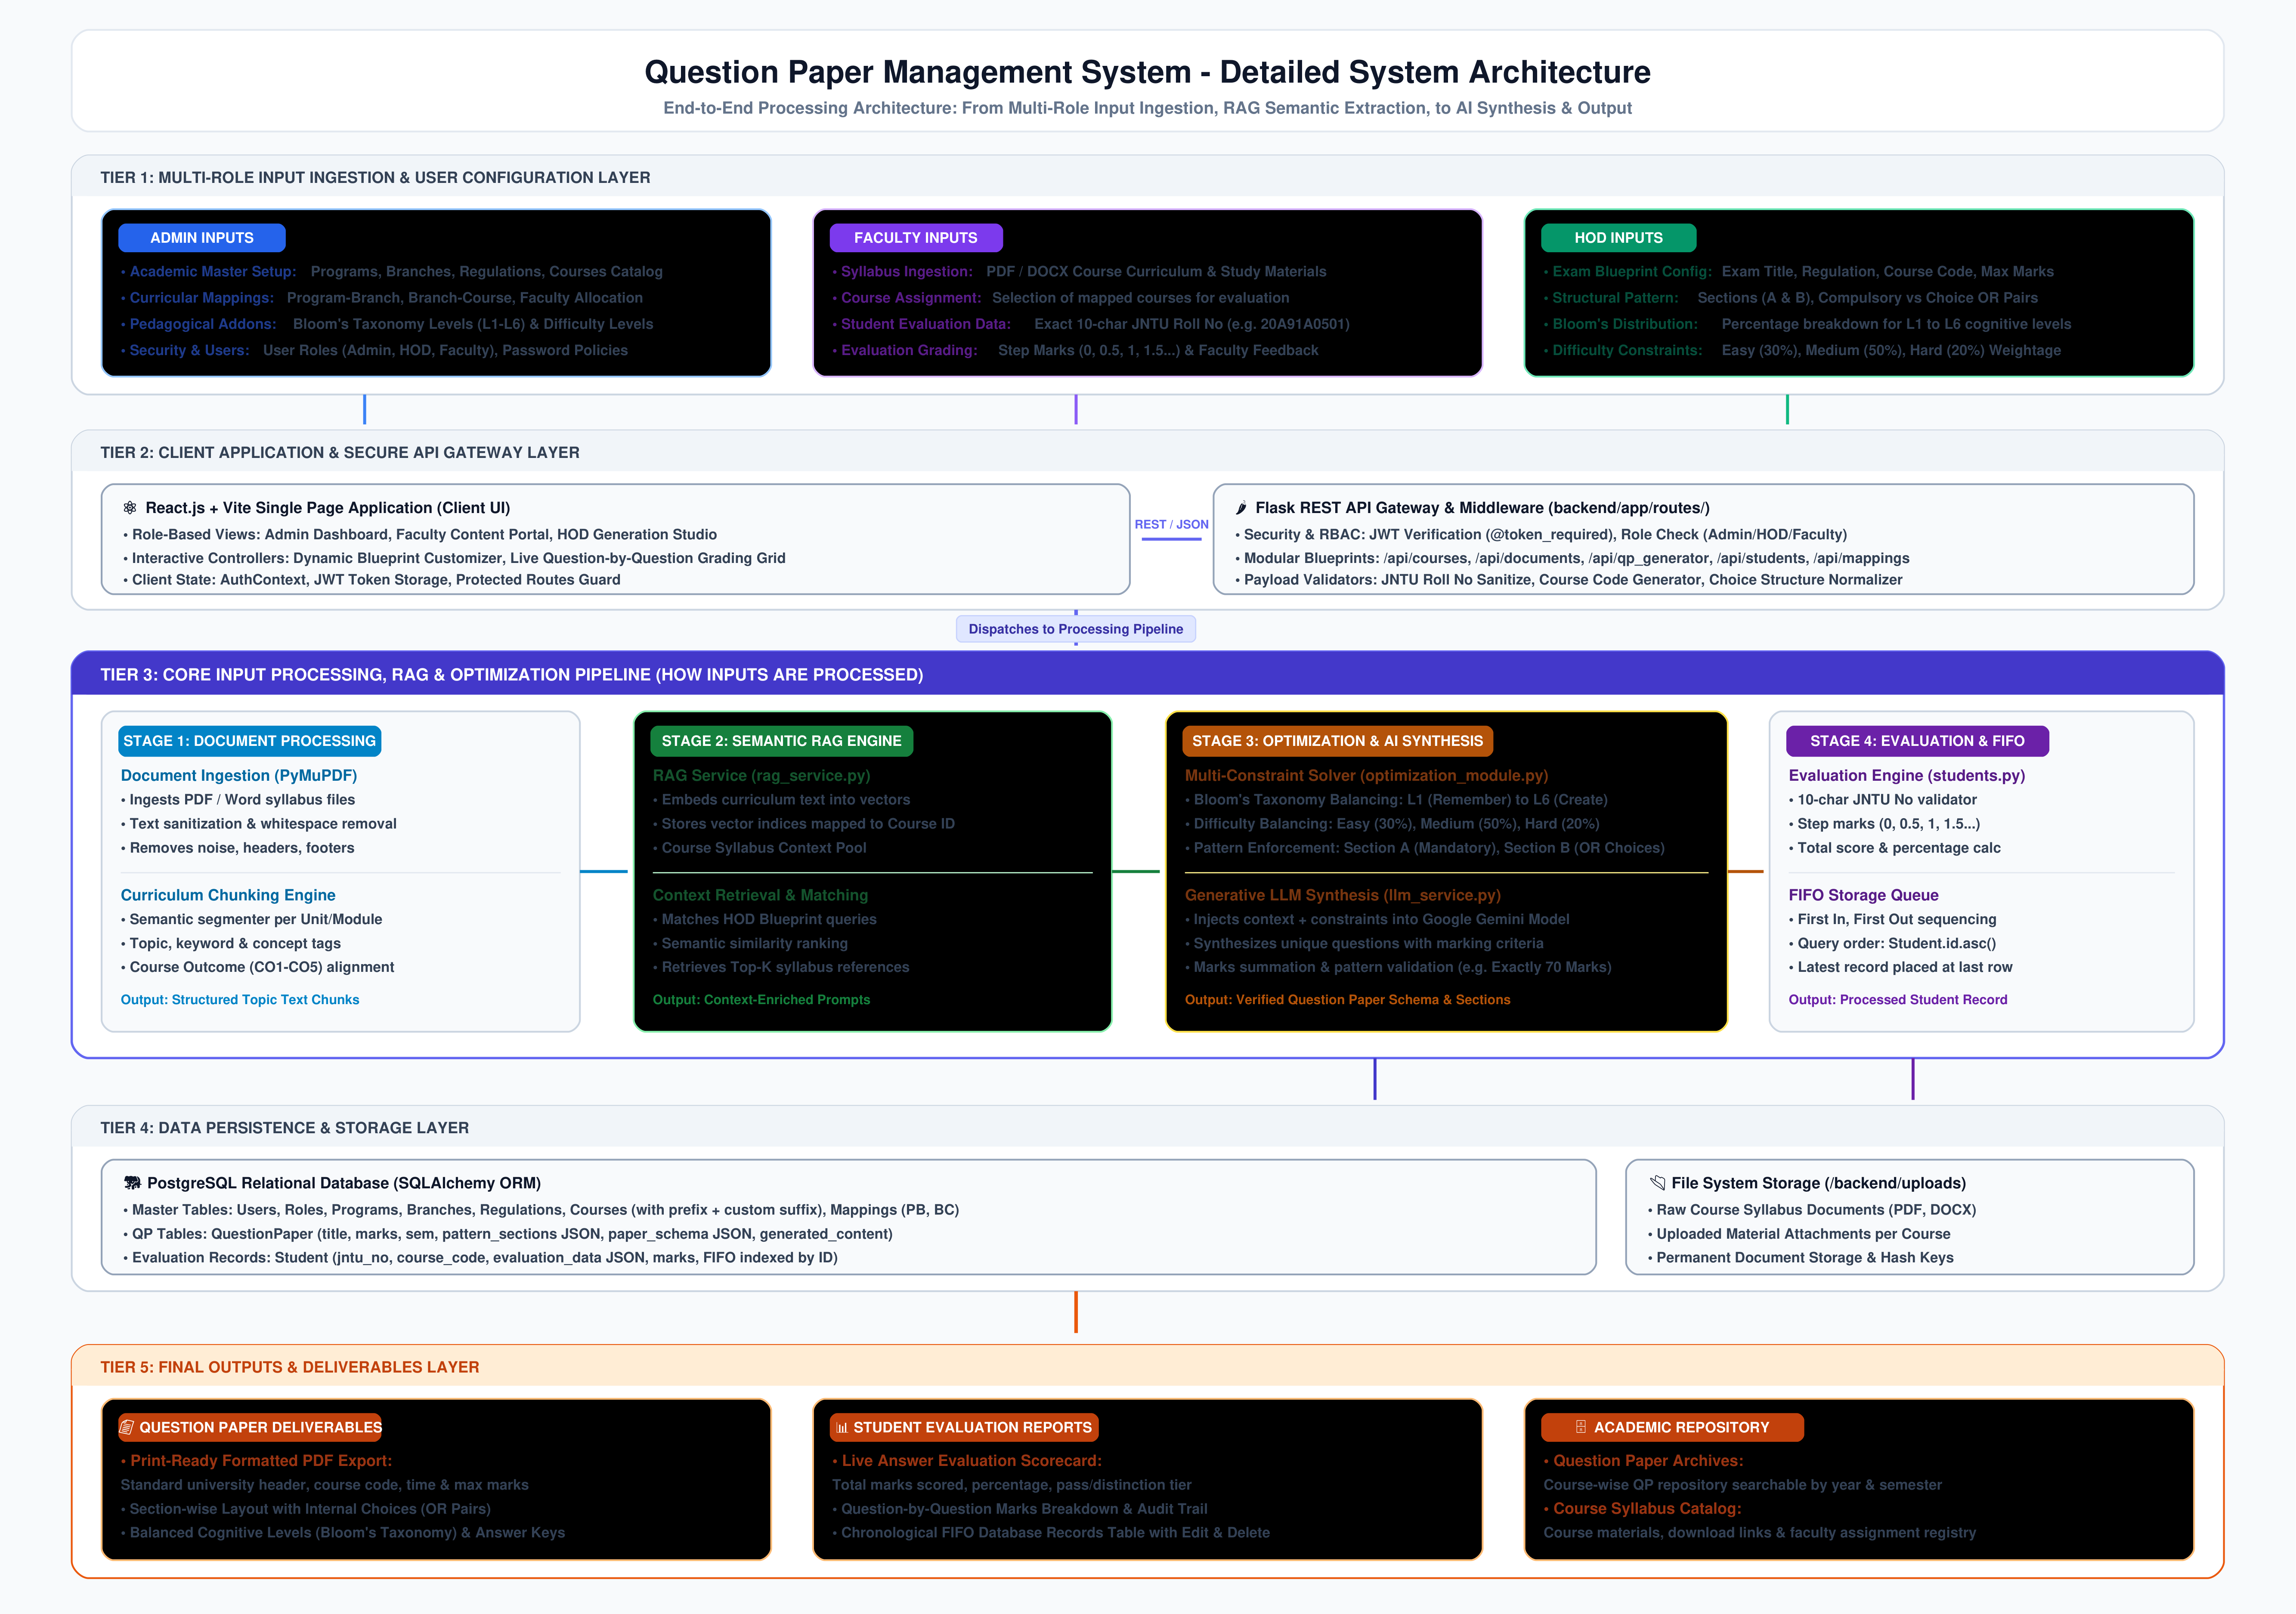 Question Paper Management System - Detailed System Architecture
End-to-End Processing Architecture: From Multi-Role Input Ingestion, RAG Semantic Extraction, to AI Synthesis & Output
TIER 1: MULTI-ROLE INPUT INGESTION & USER CONFIGURATION LAYER
ADMIN INPUTS
• Academic Master Setup: Programs, Branches, Regulations, Courses Catalog
• Curricular Mappings: Program-Branch, Branch-Course, Faculty Allocation
• Pedagogical Addons: Bloom's Taxonomy Levels (L1-L6) & Difficulty Levels
• Security & Users: User Roles (Admin, HOD, Faculty), Password Policies
FACULTY INPUTS
• Syllabus Ingestion: PDF / DOCX Course Curriculum & Study Materials
• Course Assignment: Selection of mapped courses for evaluation
• Student Evaluation Data: Exact 10-char JNTU Roll No (e.g. 20A91A0501)
• Evaluation Grading: Step Marks (0, 0.5, 1, 1.5...) & Faculty Feedback
HOD INPUTS
• Exam Blueprint Config: Exam Title, Regulation, Course Code, Max Marks
• Structural Pattern: Sections (A & B), Compulsory vs Choice OR Pairs
• Bloom's Distribution: Percentage breakdown for L1 to L6 cognitive levels
• Difficulty Constraints: Easy (30%), Medium (50%), Hard (20%) Weightage
TIER 2: CLIENT APPLICATION & SECURE API GATEWAY LAYER
⚛ React.js + Vite Single Page Application (Client UI)
• Role-Based Views: Admin Dashboard, Faculty Content Portal, HOD Generation Studio
• Interactive Controllers: Dynamic Blueprint Customizer, Live Question-by-Question Grading Grid
• Client State: AuthContext, JWT Token Storage, Protected Routes Guard
REST / JSON
🌶 Flask REST API Gateway & Middleware (backend/app/routes/)
• Security & RBAC: JWT Verification (@token_required), Role Check (Admin/HOD/Faculty)
• Modular Blueprints: /api/courses, /api/documents, /api/qp_generator, /api/students, /api/mappings
• Payload Validators: JNTU Roll No Sanitize, Course Code Generator, Choice Structure Normalizer
Dispatches to Processing Pipeline
TIER 3: CORE INPUT PROCESSING, RAG & OPTIMIZATION PIPELINE (HOW INPUTS ARE PROCESSED)
STAGE 1: DOCUMENT PROCESSING
Document Ingestion (PyMuPDF)
• Ingests PDF / Word syllabus files
• Text sanitization & whitespace removal
• Removes noise, headers, footers
Curriculum Chunking Engine
• Semantic segmenter per Unit/Module
• Topic, keyword & concept tags
• Course Outcome (CO1-CO5) alignment
Output: Structured Topic Text Chunks
STAGE 2: SEMANTIC RAG ENGINE
RAG Service (rag_service.py)
• Embeds curriculum text into vectors
• Stores vector indices mapped to Course ID
• Course Syllabus Context Pool
Context Retrieval & Matching
• Matches HOD Blueprint queries
• Semantic similarity ranking
• Retrieves Top-K syllabus references
Output: Context-Enriched Prompts
STAGE 3: OPTIMIZATION & AI SYNTHESIS
Multi-Constraint Solver (optimization_module.py)
• Bloom's Taxonomy Balancing: L1 (Remember) to L6 (Create)
• Difficulty Balancing: Easy (30%), Medium (50%), Hard (20%)
• Pattern Enforcement: Section A (Mandatory), Section B (OR Choices)
Generative LLM Synthesis (llm_service.py)
• Injects context + constraints into Google Gemini Model
• Synthesizes unique questions with marking criteria
• Marks summation & pattern validation (e.g. Exactly 70 Marks)
Output: Verified Question Paper Schema & Sections
STAGE 4: EVALUATION & FIFO
Evaluation Engine (students.py)
• 10-char JNTU No validator
• Step marks (0, 0.5, 1, 1.5...)
• Total score & percentage calc
FIFO Storage Queue
• First In, First Out sequencing
• Query order: Student.id.asc()
• Latest record placed at last row
Output: Processed Student Record
TIER 4: DATA PERSISTENCE & STORAGE LAYER
🐘 PostgreSQL Relational Database (SQLAlchemy ORM)
• Master Tables: Users, Roles, Programs, Branches, Regulations, Courses (with prefix + custom suffix), Mappings (PB, BC)
• QP Tables: QuestionPaper (title, marks, sem, pattern_sections JSON, paper_schema JSON, generated_content)
• Evaluation Records: Student (jntu_no, course_code, evaluation_data JSON, marks, FIFO indexed by ID)
📁 File System Storage (/backend/uploads)
• Raw Course Syllabus Documents (PDF, DOCX)
• Uploaded Material Attachments per Course
• Permanent Document Storage & Hash Keys
TIER 5: FINAL OUTPUTS & DELIVERABLES LAYER
QUESTION PAPER DELIVERABLES
• Print-Ready Formatted PDF Export:
Standard university header, course code, time & max marks
• Section-wise Layout with Internal Choices (OR Pairs)
• Balanced Cognitive Levels (Bloom's Taxonomy) & Answer Keys
📊 STUDENT EVALUATION REPORTS
• Live Answer Evaluation Scorecard:
Total marks scored, percentage, pass/distinction tier
• Question-by-Question Marks Breakdown & Audit Trail
• Chronological FIFO Database Records Table with Edit & Delete
🗄 ACADEMIC REPOSITORY
• Question Paper Archives:
Course-wise QP repository searchable by year & semester
• Course Syllabus Catalog:
Course materials, download links & faculty assignment registry